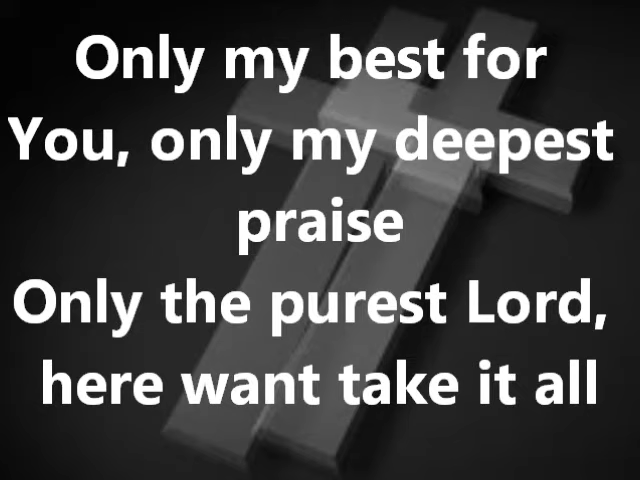 Only my best for
You, only my deepest
praise
Only the purest Lord,
here want take it all